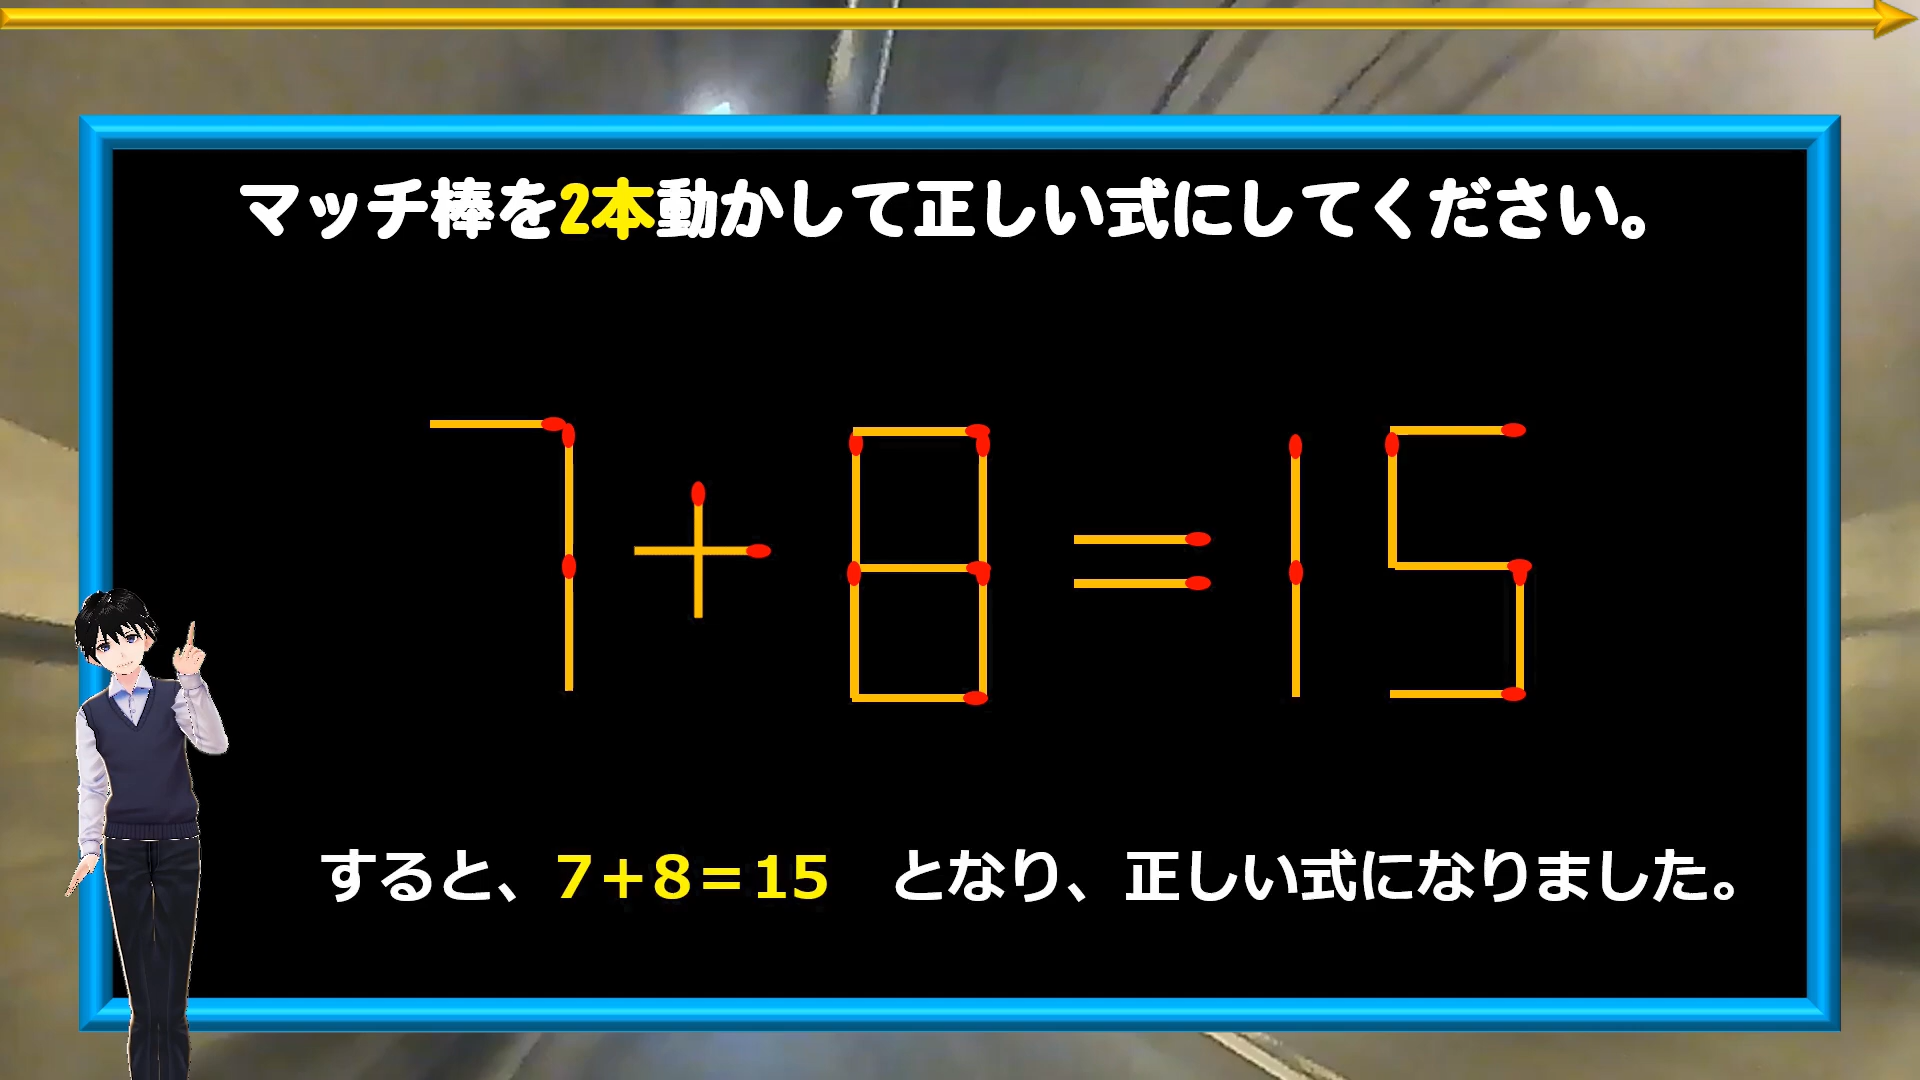 マッチ棒を2本動かして正しい式にしてください。
7+8=15
すると、7＋8＝15　となり、正しい式になりました。